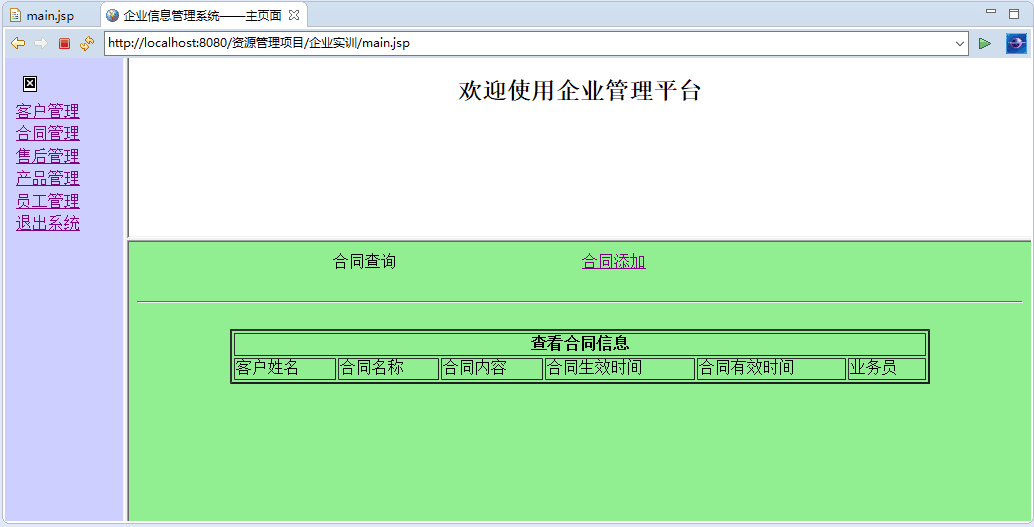 main.jsp 企业信息管理系统——主页面
http://localhost:8080/资源管理项目/企业实训/main.jsp
客户管理
合同管理
售后管理
产品管理
员工管理
退出系统
欢迎使用企业管理平台
合同查询 合同添加
查看合同信息
客户姓名 合同名称 合同内容 合同生效时间 合同有效时间 业务员